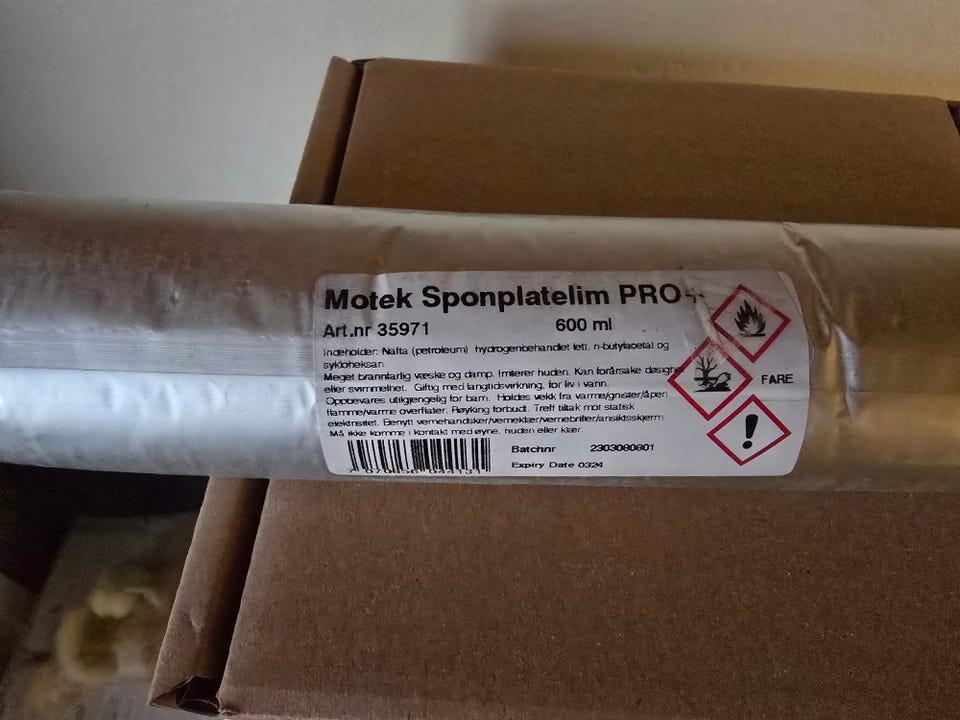 Motek Sponplatelim PRO+
Art.nr 35971 600 ml
Inneholder: Nafta (petroleum) hydrogenbehandlet lett, n-butylacetal og
sykloheksan.
Meget brannfarlig væske og damp. Irriterer huden. Kan forårsake døsighet
eller svimmelhet. Giftig med langtidsvirkning, for liv i vann.
Oppbevares utilgjengelig for barn. Holdes vekk fra varme/gnister/åpen
flamme/varme overflater. Røyking forbudt. Treff tiltak mot statisk
elektrisitet. Benytt vernehansker/verneklær/vernebriller/ansiktsskjerm
Må ikke komme i kontakt med øyne, huden eller klær.
FARE
Batchnr 2303080801
Expiry Date 0324